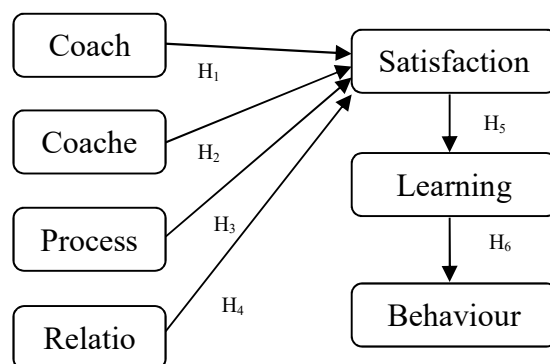 Coach
Satisfaction
H₁
Coache
H₂
H₅
Learning
Process
H₃
H₆
H₄
Relatio
Behaviour